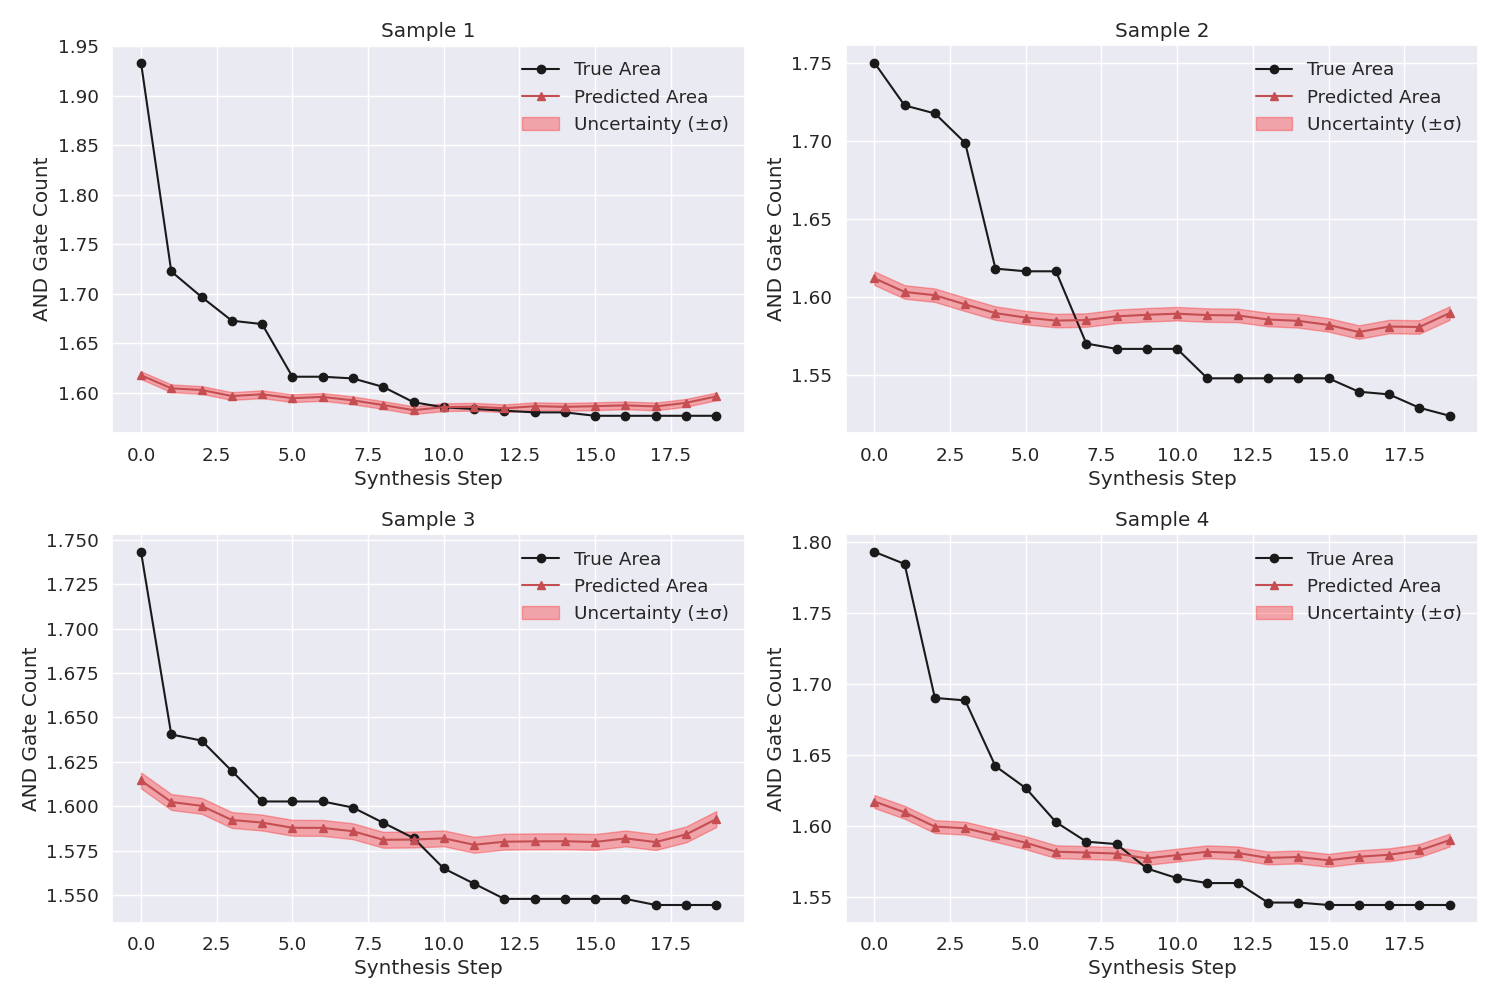 Sample 1
1.95
1.90
1.85
1.80
1.75
1.70
1.65
1.60
AND Gate Count
True Area
Predicted Area
Uncertainty (±σ)
0.0 2.5 5.0 7.5 10.0 12.5 15.0 17.5
Synthesis Step
Sample 2
1.75
1.70
1.65
1.60
1.55
AND Gate Count
True Area
Predicted Area
Uncertainty (±σ)
0.0 2.5 5.0 7.5 10.0 12.5 15.0 17.5
Synthesis Step
Sample 3
1.750
1.725
1.700
1.675
1.650
1.625
1.600
1.575
1.550
AND Gate Count
True Area
Predicted Area
Uncertainty (±σ)
0.0 2.5 5.0 7.5 10.0 12.5 15.0 17.5
Synthesis Step
Sample 4
1.80
1.75
1.70
1.65
1.60
1.55
AND Gate Count
True Area
Predicted Area
Uncertainty (±σ)
0.0 2.5 5.0 7.5 10.0 12.5 15.0 17.5
Synthesis Step